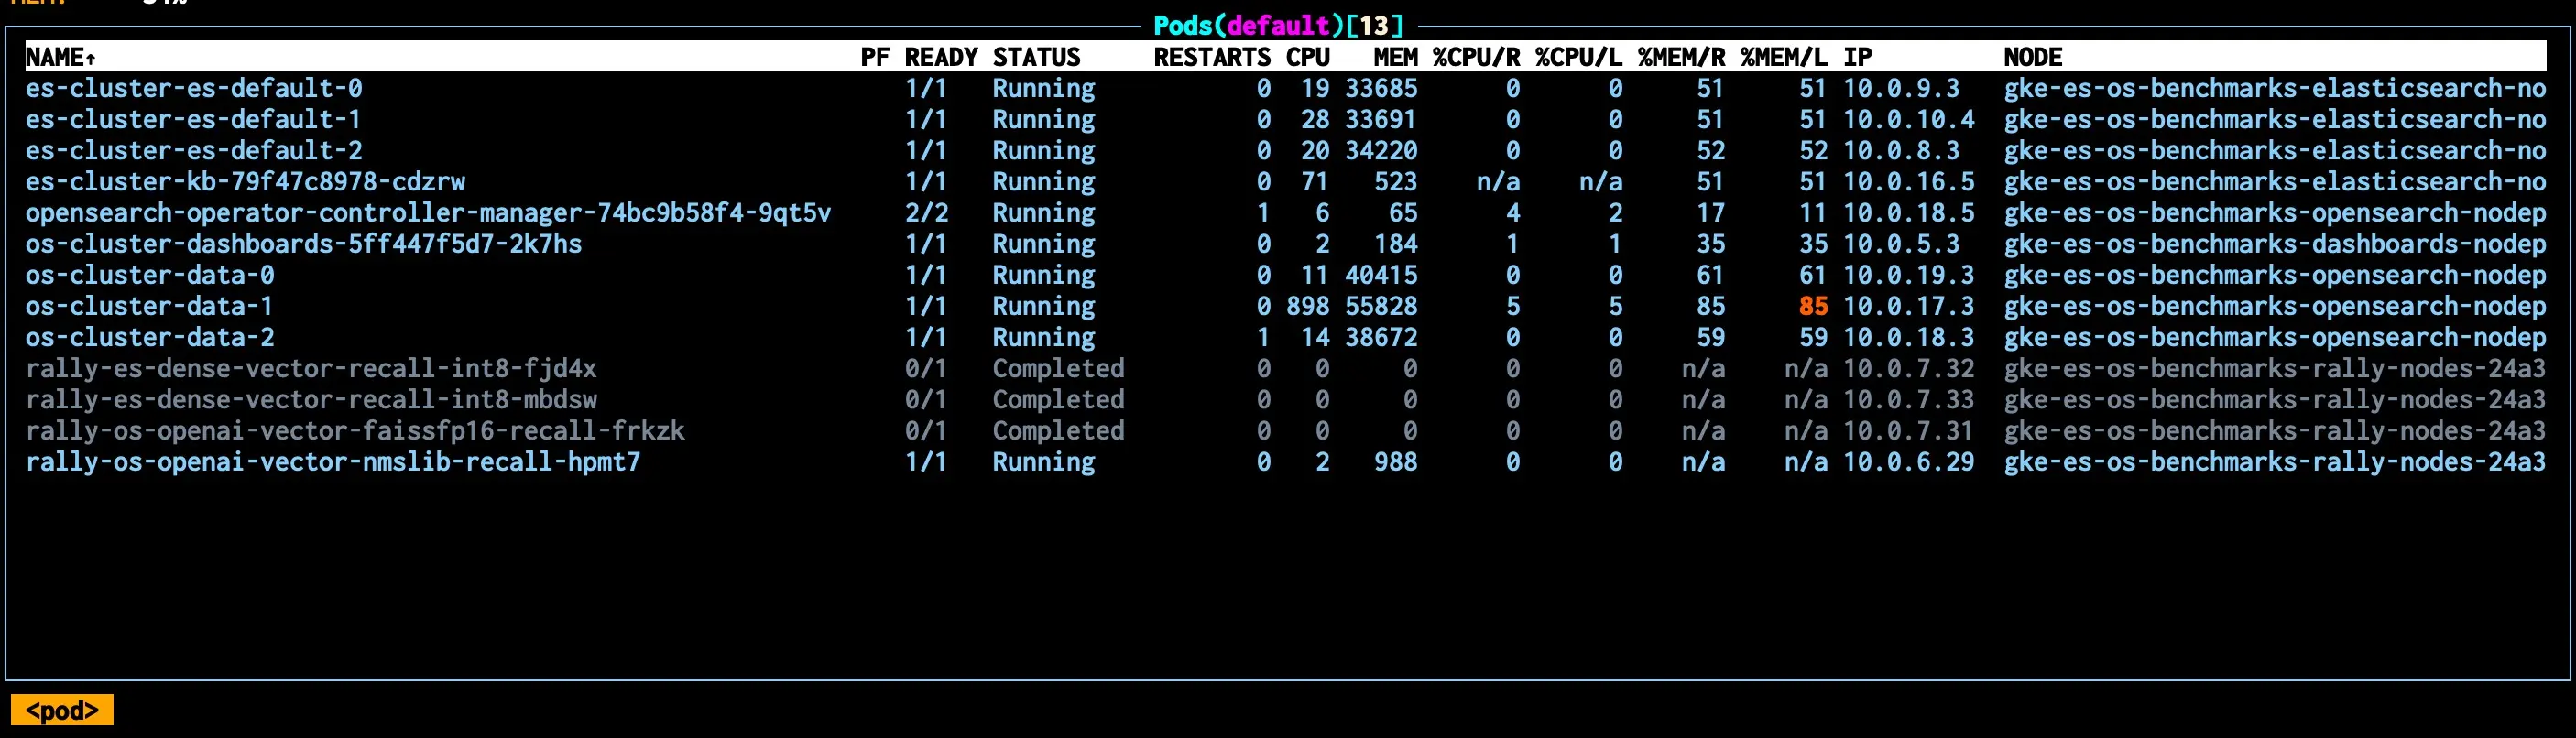 Pods(default)[13]
NAME↑ PF READY STATUS RESTARTS CPU MEM %CPU/R %CPU/L %MEM/R %MEM/L IP NODE
es-cluster-es-default-0 1/1 Running 0 19 33685 0 0 51 51 10.0.9.3 gke-es-os-benchmarks-elasticsearch-no
es-cluster-es-default-1 1/1 Running 0 28 33691 0 0 51 51 10.0.10.4 gke-es-os-benchmarks-elasticsearch-no
es-cluster-es-default-2 1/1 Running 0 20 34220 0 0 52 52 10.0.8.3 gke-es-os-benchmarks-elasticsearch-no
es-cluster-kb-79f47c8978-cdzrw 1/1 Running 0 71 523 n/a n/a 51 51 10.0.16.5 gke-es-os-benchmarks-elasticsearch-no
opensearch-operator-controller-manager-74bc9b58f4-9qt5v 2/2 Running 1 6 65 4 2 17 11 10.0.18.5 gke-es-os-benchmarks-opensearch-nodep
os-cluster-dashboards-5ff447f5d7-2k7hs 1/1 Running 0 2 184 1 1 35 35 10.0.5.3 gke-es-os-benchmarks-dashboards-nodep
os-cluster-data-0 1/1 Running 0 11 40415 0 0 61 61 10.0.19.3 gke-es-os-benchmarks-opensearch-nodep
os-cluster-data-1 1/1 Running 0 898 55828 5 5 85 85 10.0.17.3 gke-es-os-benchmarks-opensearch-nodep
os-cluster-data-2 1/1 Running 1 14 38672 0 0 59 59 10.0.18.3 gke-es-os-benchmarks-opensearch-nodep
rally-es-dense-vector-recall-int8-fjd4x 0/1 Completed 0 0 0 0 0 n/a n/a 10.0.7.32 gke-es-os-benchmarks-rally-nodes-24a3
rally-es-dense-vector-recall-int8-mbdsw 0/1 Completed 0 0 0 0 0 n/a n/a 10.0.7.33 gke-es-os-benchmarks-rally-nodes-24a3
rally-os-openai-vector-faissfp16-recall-frkzk 0/1 Completed 0 0 0 0 0 n/a n/a 10.0.7.31 gke-es-os-benchmarks-rally-nodes-24a3
rally-os-openai-vector-nmslib-recall-hpmt7 1/1 Running 0 2 988 0 0 n/a n/a 10.0.6.29 gke-es-os-benchmarks-rally-nodes-24a3
<pod>